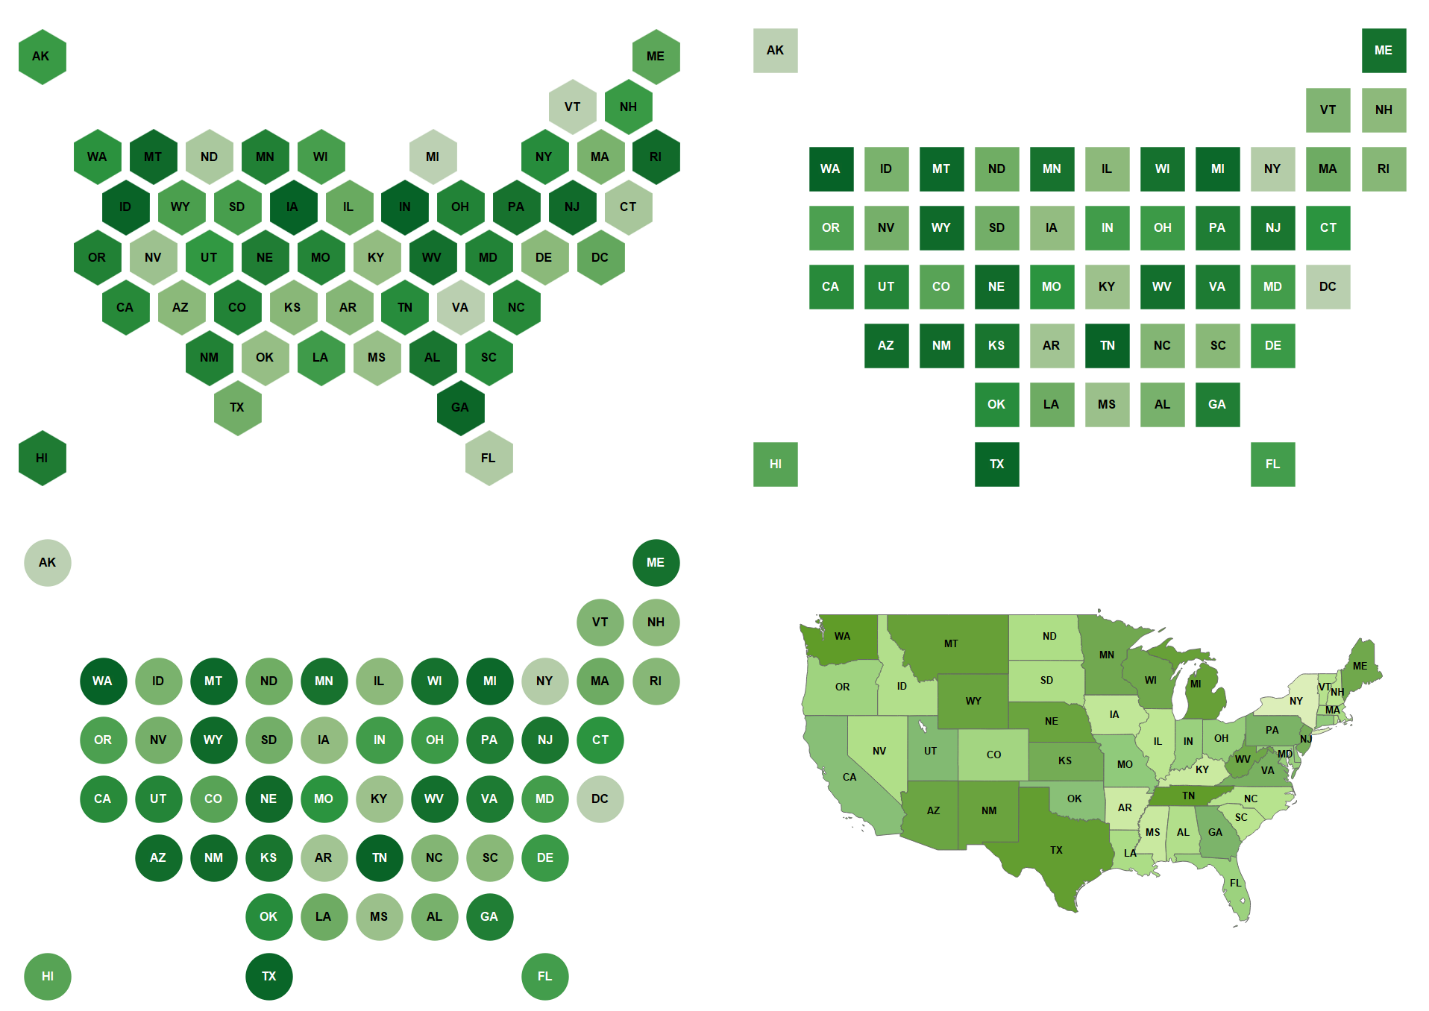 AK ME
VT NH
WA MT ND MN WI MI NY MA RI
ID WY SD IA IL IN OH PA NJ CT
OR NV UT NE MO KY WV MD DE DC
CA AZ CO KS AR TN VA NC
NM OK LA MS AL SC
TX GA
HI FL
AK ME
VT NH
WA ID MT ND MN IL WI MI NY MA RI
OR NV WY SD IA IN OH PA NJ CT
CA UT CO NE MO KY WV VA MD DC
AZ NM KS AR TN NC SC DE
OK LA MS AL GA
HI TX FL
AK ME
VT NH
WA ID MT ND MN IL WI MI NY MA RI
OR NV WY SD IA IN OH PA NJ CT
CA UT CO NE MO KY WV VA MD DC
AZ NM KS AR TN NC SC DE
OK LA MS AL GA
HI TX FL
WA MT ND MN WI MI ME
OR ID SD VT NH
WY NY
NE IA MA
NV UT CO IL IN OH PA NJ
CA KS MO KY WV MD VA
AZ NM OK AR TN NC
SC
TX LA MS AL GA
FL